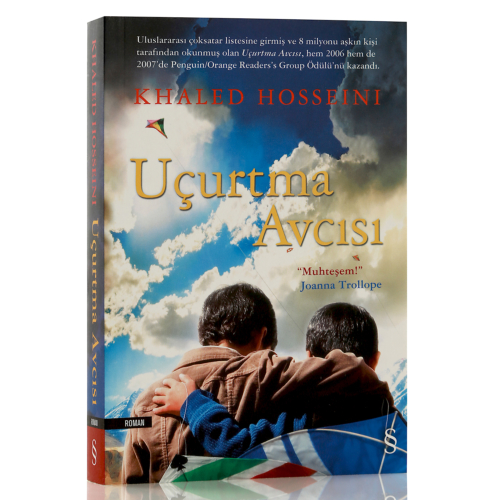 Uluslararası çoksatar listesine girmiş ve 8 milyonu aşkın kişi
tarafından okunmuş olan Uçurtma Avcısı, hem 2006 hem de
2007'de Penguin/Orange Readers's Group Ödülü'nü kazandı.
KHALED HOSSEINI
Uçurtma
Avcısı
"Muhteşem!"
Joanna Trollope
ROMAN
KHALED HOSSEINI
Uçurtma Avcısı
ROMAN